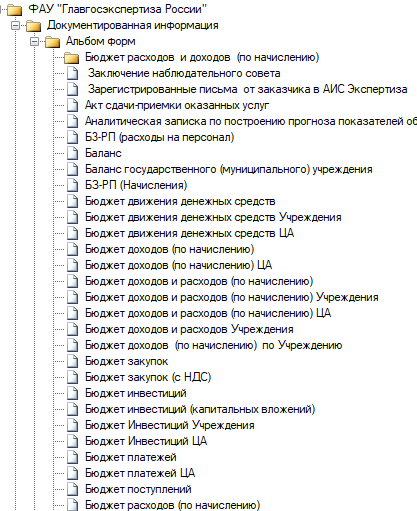 ФАУ "Главгосэкспертиза России"
Документированная информация
Альбом форм
Бюджет расходов и доходов (по начислению)
Заключение наблюдательного совета
Зарегистрированные письма от заказчика в АИС Экспертиза
Акт сдачи-приемки оказанных услуг
Аналитическая записка по построению прогноза показателей об
БЗ-РП (расходы на персонал)
Баланс
Баланс государственного (муниципального) учреждения
БЗ-РП (Начисления)
Бюджет движения денежных средств
Бюджет движения денежных средств Учреждения
Бюджет движения денежных средств ЦА
Бюджет доходов (по начислению)
Бюджет доходов (по начислению) ЦА
Бюджет доходов и расходов (по начислению)
Бюджет доходов и расходов (по начислению) Учреждения
Бюджет доходов и расходов (по начислению) ЦА
Бюджет доходов и расходов Учреждения
Бюджет доходов (по начислению) по Учреждению
Бюджет закупок
Бюджет закупок (с НДС)
Бюджет инвестиций
Бюджет инвестиций (капитальных вложений)
Бюджет Инвестиций Учреждения
Бюджет Инвестиций ЦА
Бюджет платежей
Бюджет платежей ЦА
Бюджет поступлений
Бюджет расходов (по начислению)